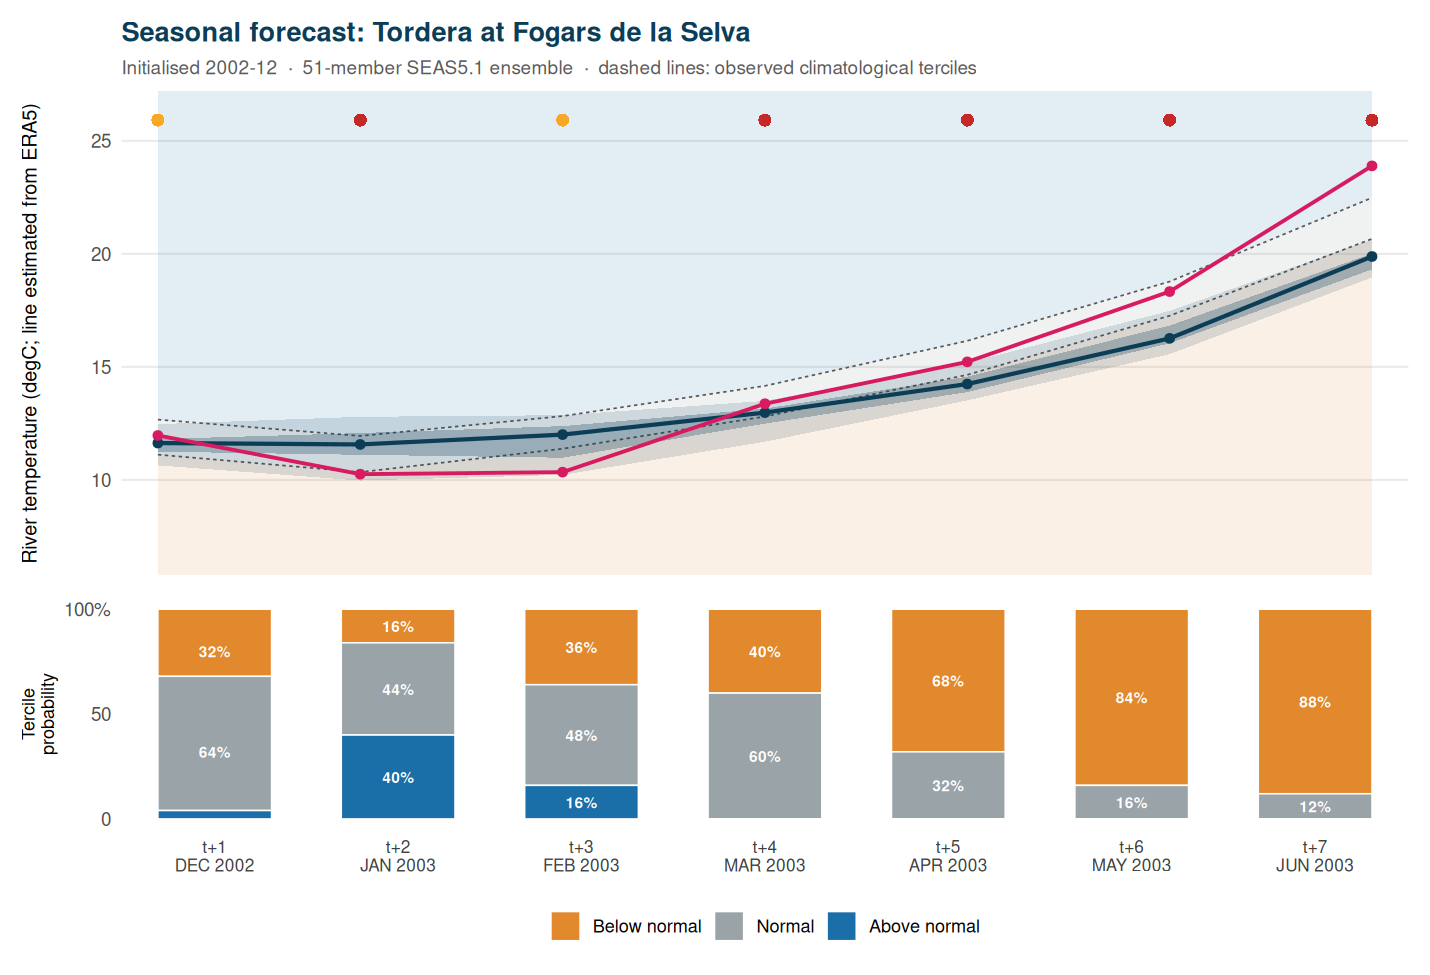 Seasonal forecast: Tordera at Fogars de la Selva
Initialised 2002-12 · 51-member SEAS5.1 ensemble · dashed lines: observed climatological terciles
River temperature (degC; line estimated from ERA5)
25
20
15
10
Tercile
probability
100%
50
0
32%
64%
16%
44%
40%
36%
48%
16%
40%
60%
68%
32%
84%
16%
88%
12%
t+1
DEC 2002
t+2
JAN 2003
t+3
FEB 2003
t+4
MAR 2003
t+5
APR 2003
t+6
MAY 2003
t+7
JUN 2003
Below normal
Normal
Above normal